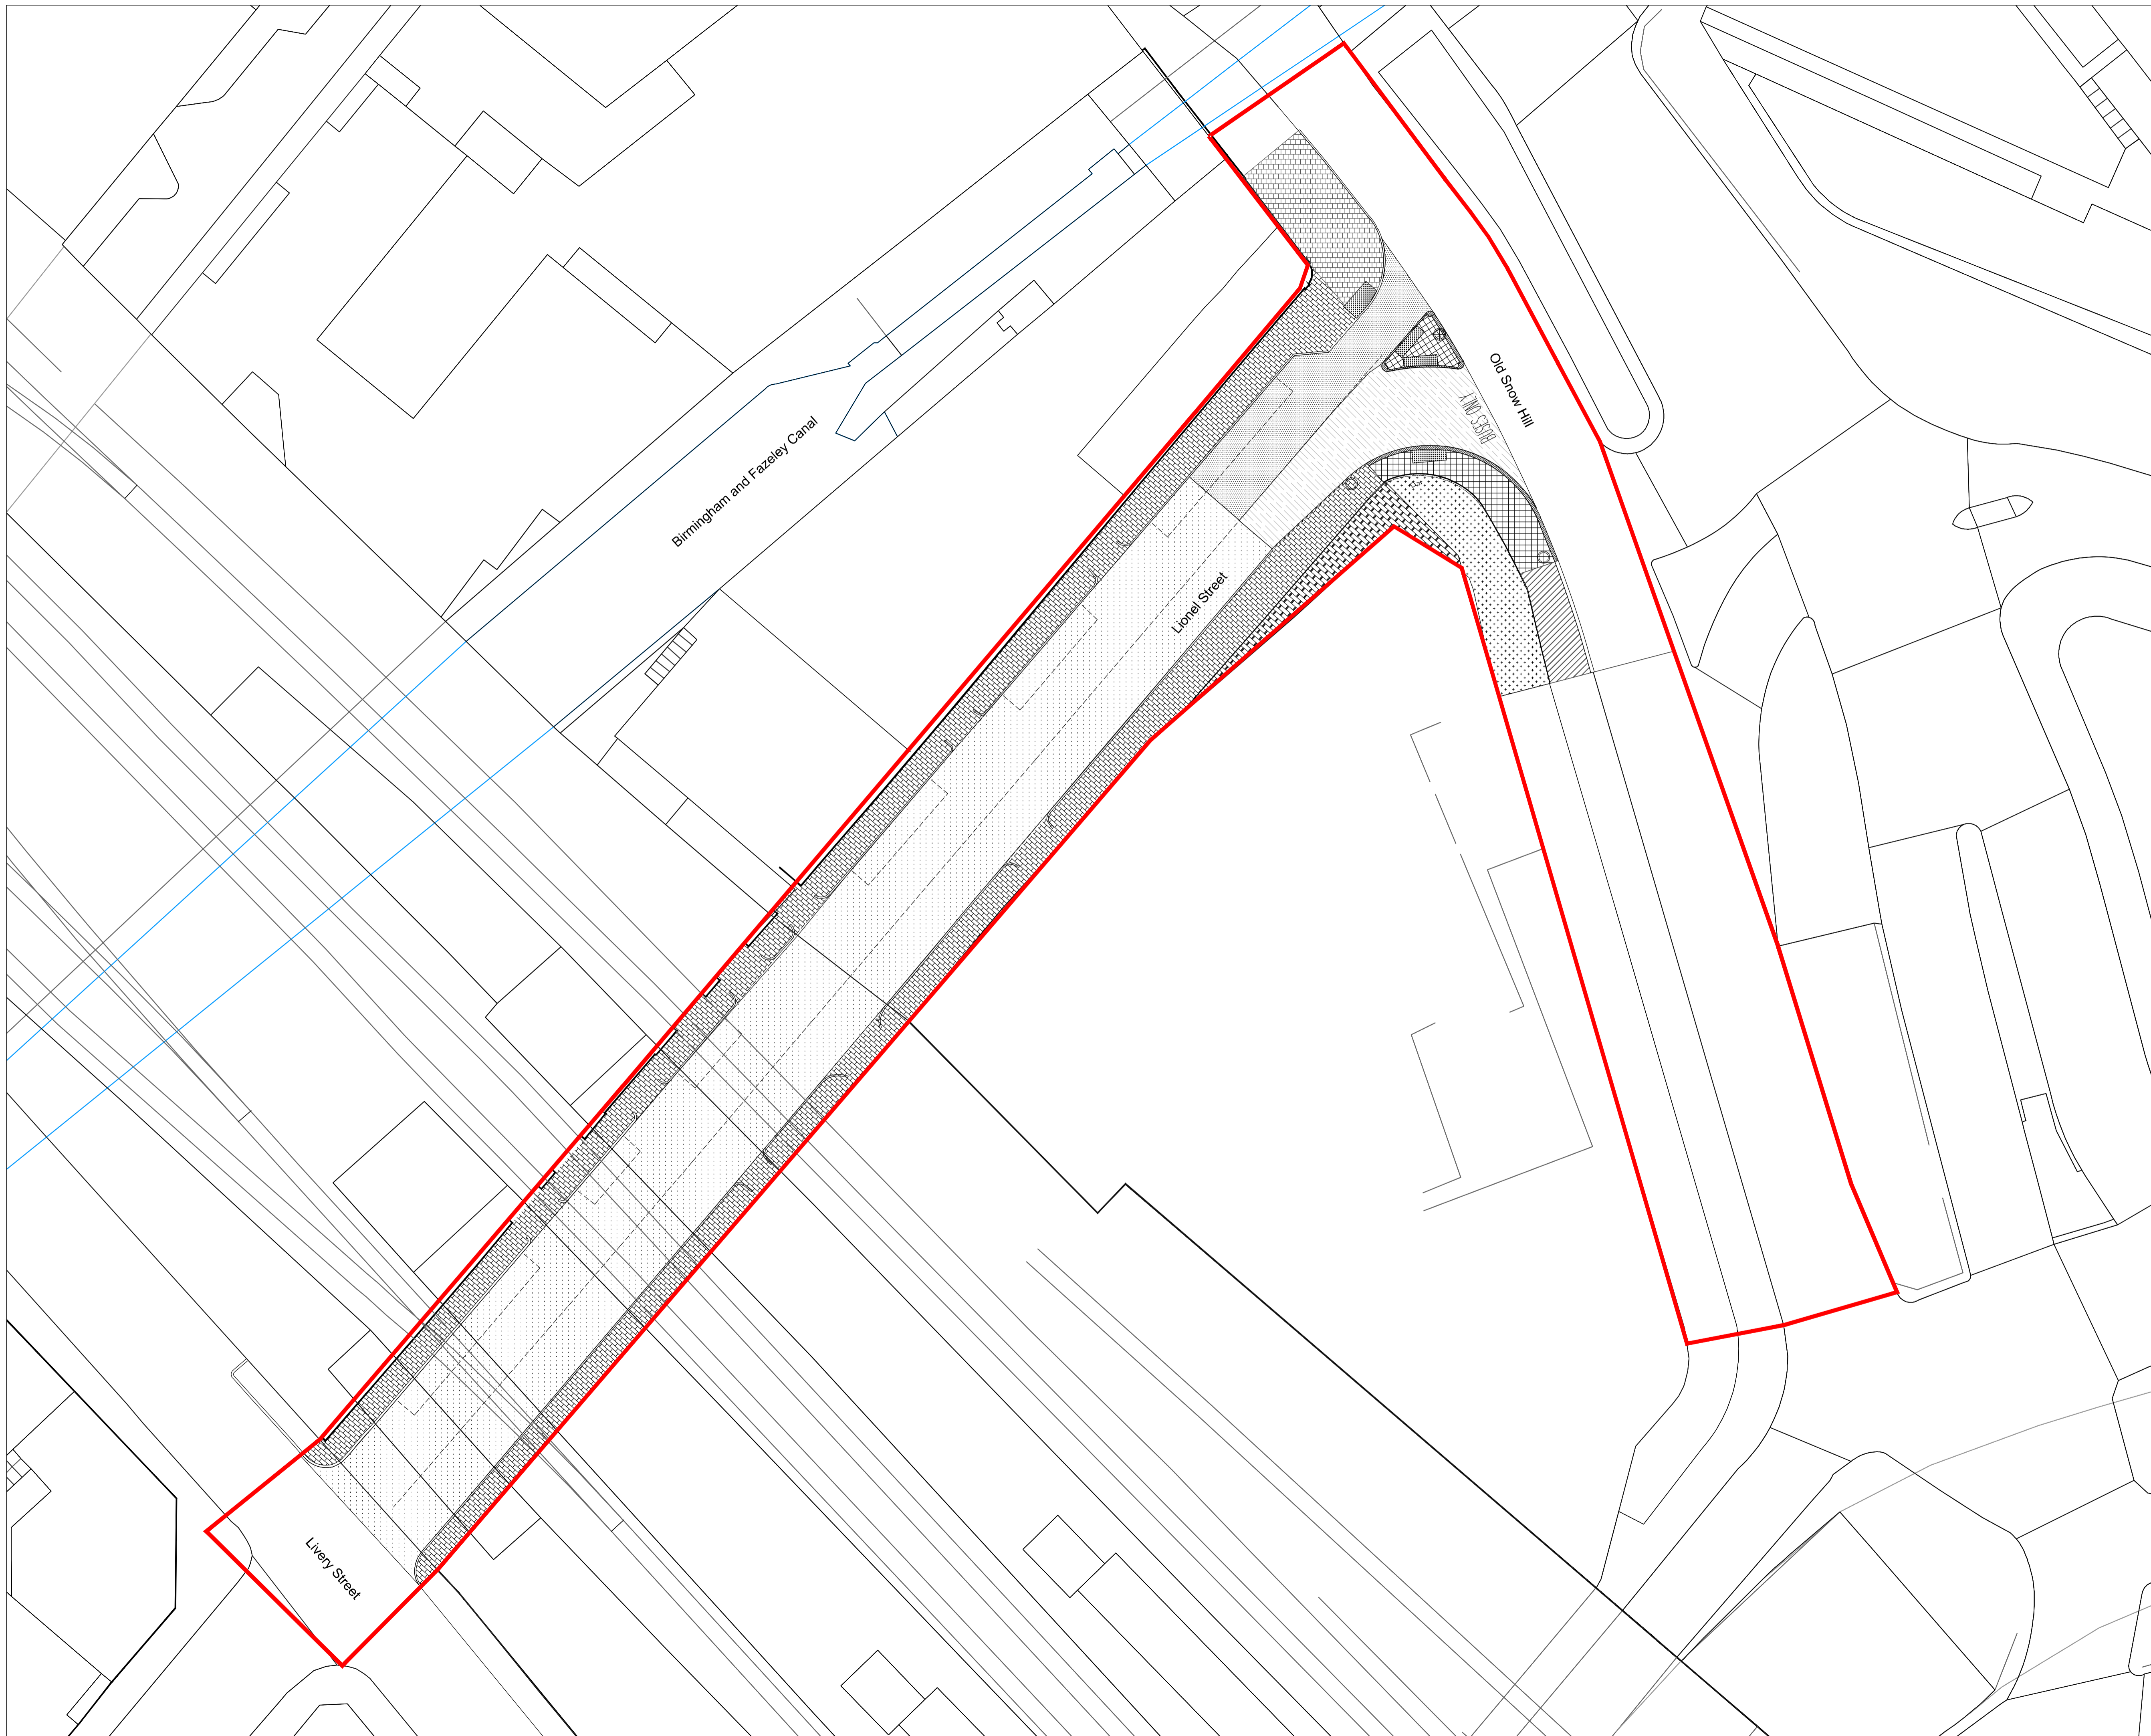 Old Snow Hill
BUSES ONLY
Birmingham and Fazeley Canal
Lionel Street
Livery Street